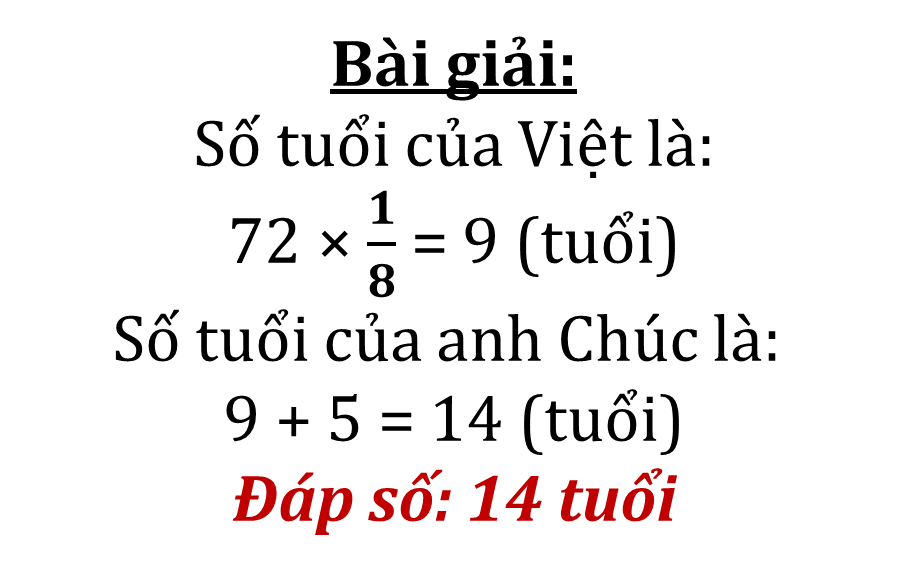 Bài giải:
Số tuổi của Việt là:
72 × 1/8 = 9 (tuổi)
Số tuổi của anh Chúc là:
9 + 5 = 14 (tuổi)
Đáp số: 14 tuổi